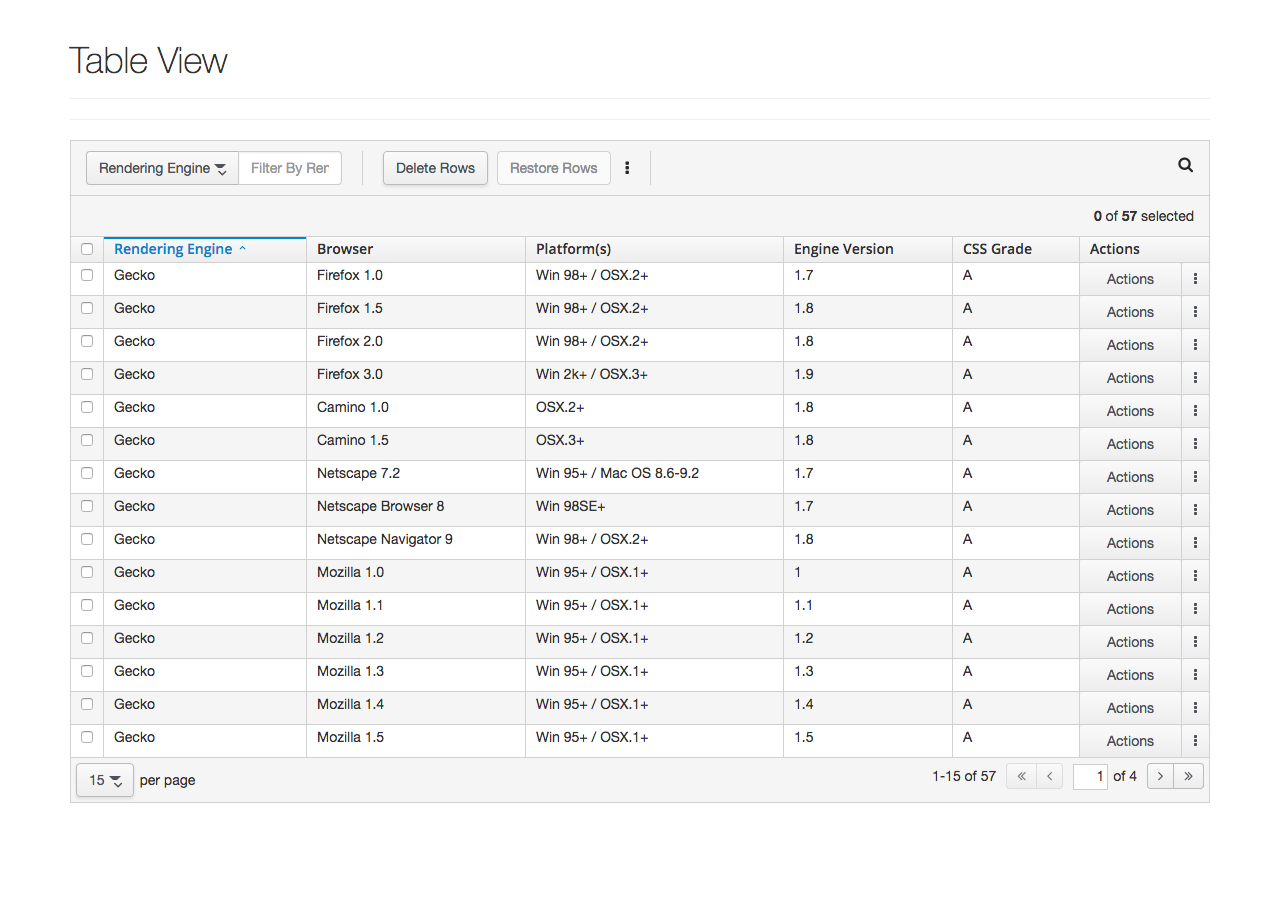 Table View
Rendering Engine Filter By Rer Delete Rows Restore Rows
0 of 57 selected
Rendering Engine Browser Platform(s) Engine Version CSS Grade Actions
Gecko Firefox 1.0 Win 98+ / OSX.2+ 1.7 A Actions
Gecko Firefox 1.5 Win 98+ / OSX.2+ 1.8 A Actions
Gecko Firefox 2.0 Win 98+ / OSX.2+ 1.8 A Actions
Gecko Firefox 3.0 Win 2k+ / OSX.3+ 1.9 A Actions
Gecko Camino 1.0 OSX.2+ 1.8 A Actions
Gecko Camino 1.5 OSX.3+ 1.8 A Actions
Gecko Netscape 7.2 Win 95+ / Mac OS 8.6-9.2 1.7 A Actions
Gecko Netscape Browser 8 Win 98SE+ 1.7 A Actions
Gecko Netscape Navigator 9 Win 98+ / OSX.2+ 1.8 A Actions
Gecko Mozilla 1.0 Win 95+ / OSX.1+ 1 A Actions
Gecko Mozilla 1.1 Win 95+ / OSX.1+ 1.1 A Actions
Gecko Mozilla 1.2 Win 95+ / OSX.1+ 1.2 A Actions
Gecko Mozilla 1.3 Win 95+ / OSX.1+ 1.3 A Actions
Gecko Mozilla 1.4 Win 95+ / OSX.1+ 1.4 A Actions
Gecko Mozilla 1.5 Win 95+ / OSX.1+ 1.5 A Actions
15 per page 1-15 of 57 « ‹ 1 of 4 › »